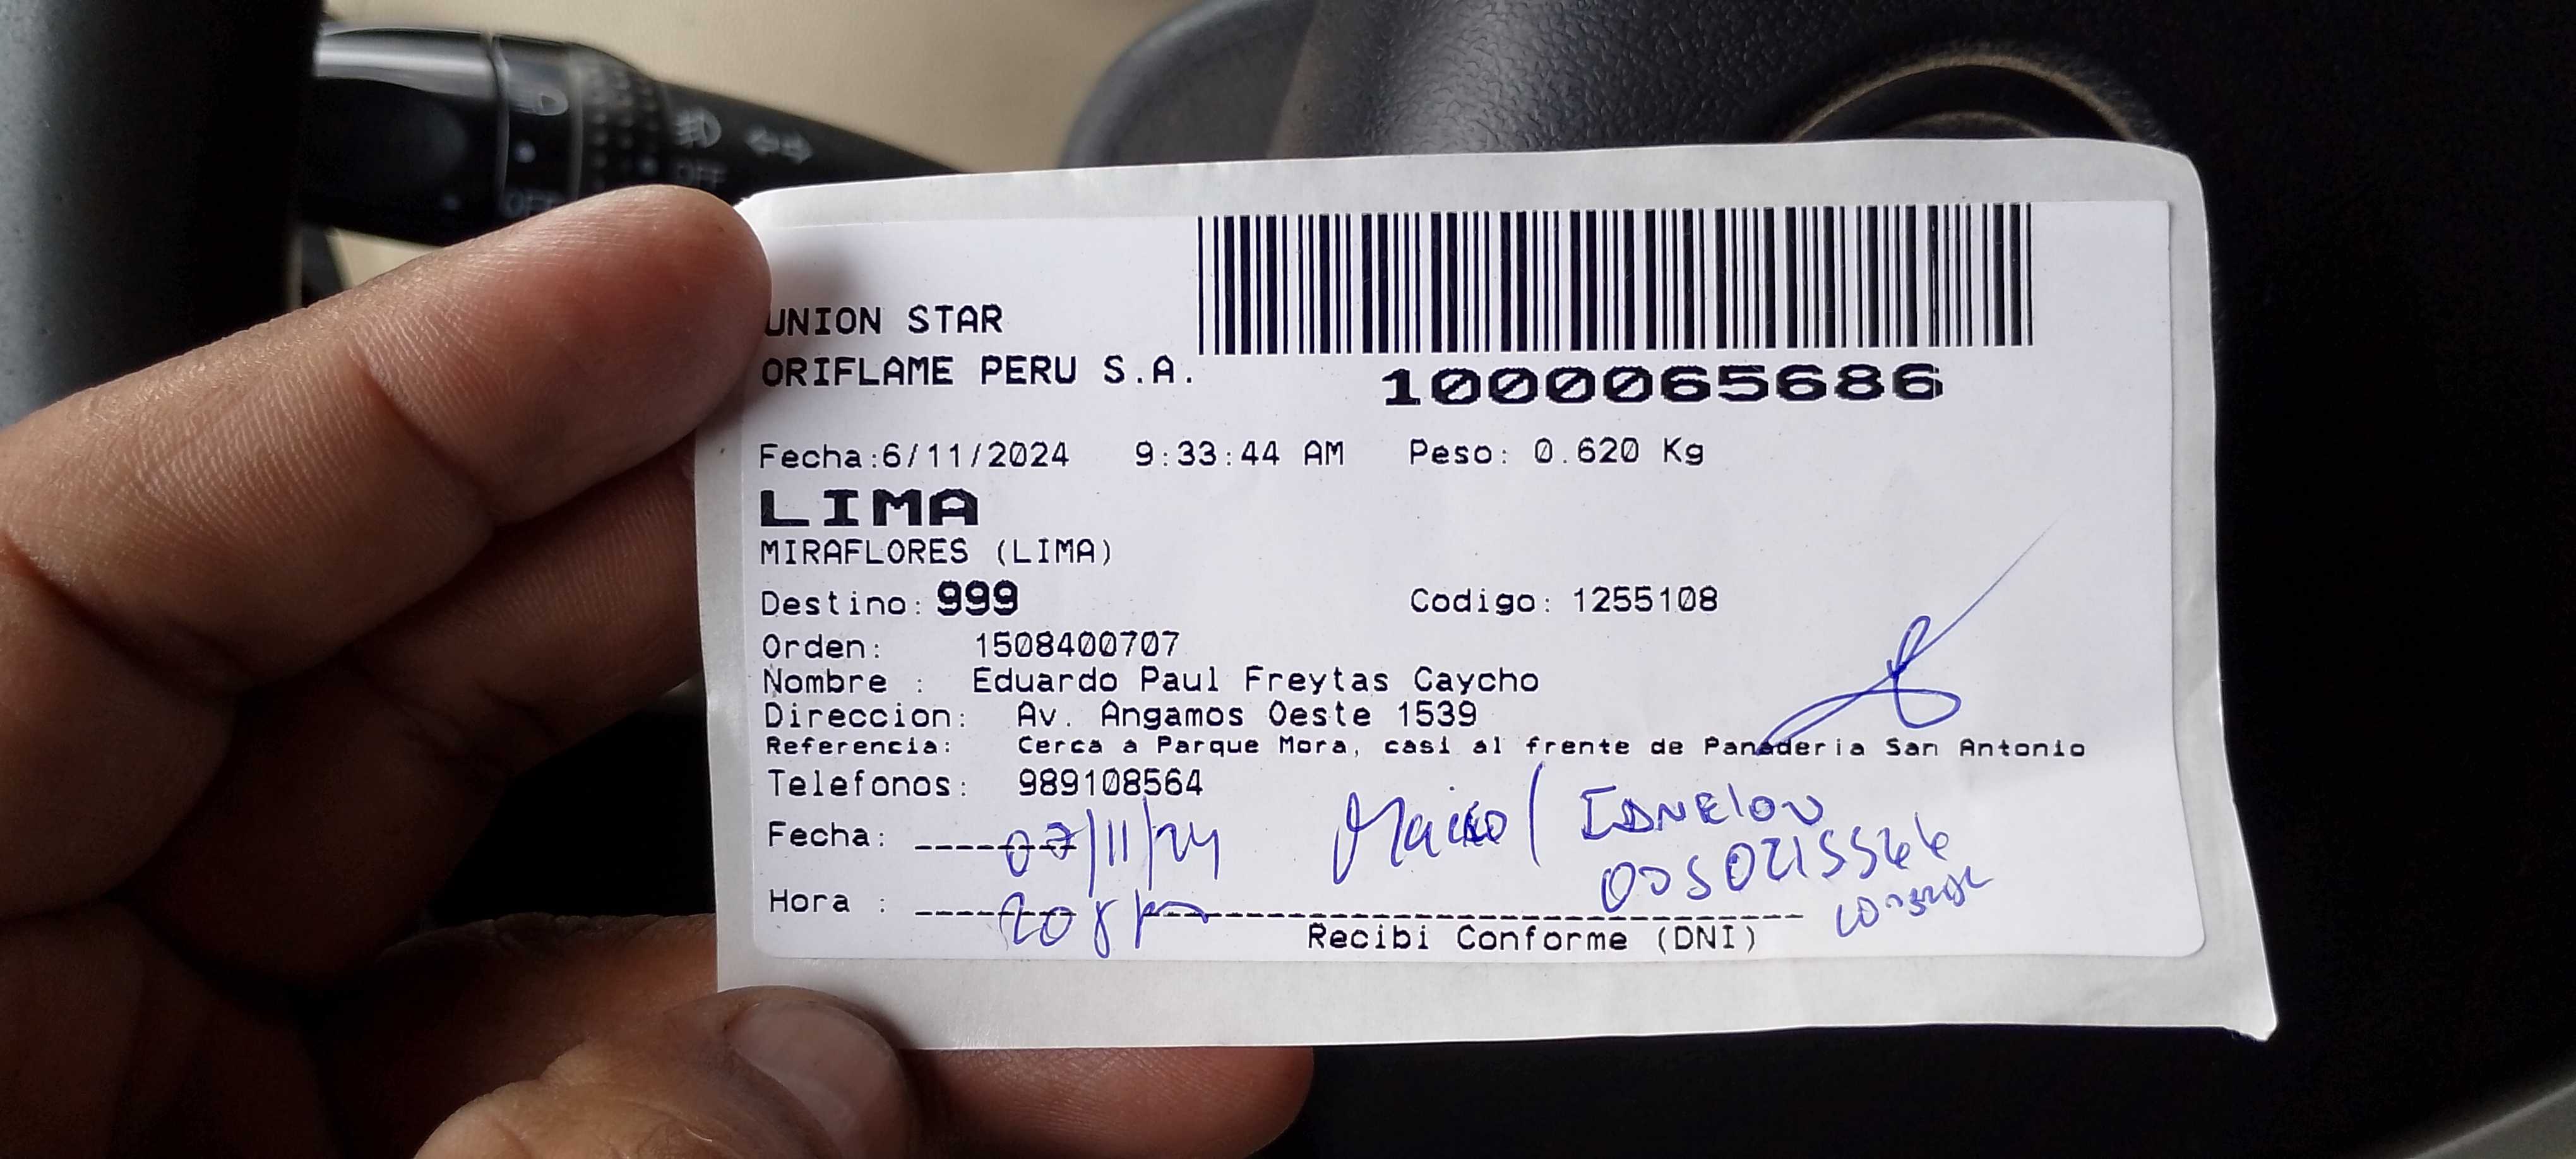 UNION STAR
ORIFLAME PERU S.A.
1000065686
Fecha:6/11/2024 9:33:44 AM Peso: 0.620 Kg
LIMA
MIRAFLORES (LIMA)
Destino: 999 Codigo: 1255108
Orden: 1508400707
Nombre : Eduardo Paul Freytas Caycho
Direccion: Av. Angamos Oeste 1539
Referencia: Cerca a Parque Mora, casi al frente de Panaderia San Antonio
Telefonos: 989108564
Fecha: 07/11/24
Hora :
Recibi Conforme (DNI)
OFF